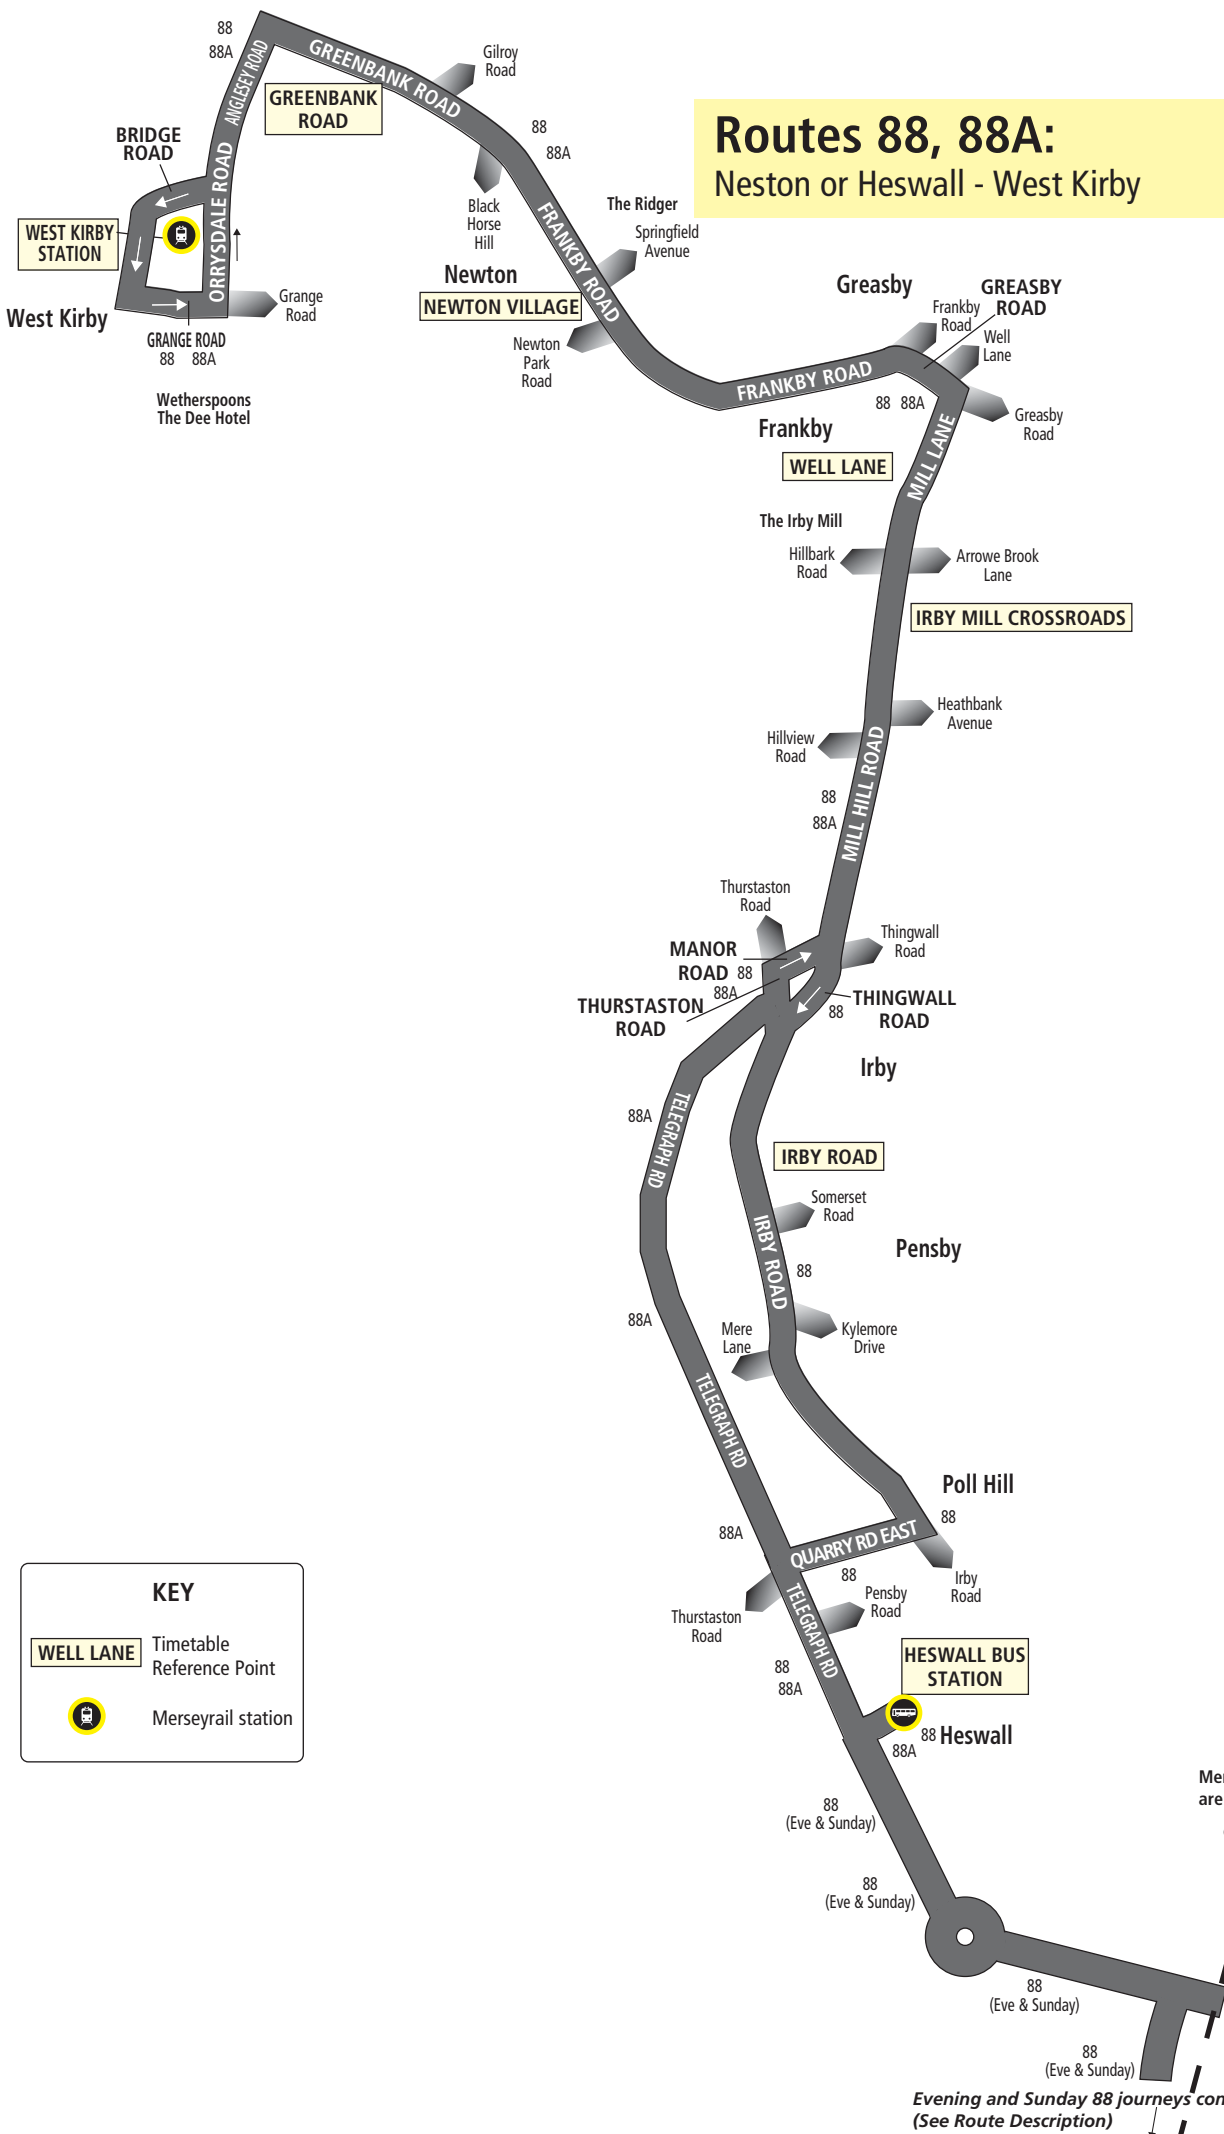 88
88A
ANGLESEY ROAD
GREENBANK ROAD
Gilroy
Road
GREENBANK
ROAD
Routes 88, 88A:
Neston or Heswall - West Kirby
BRIDGE
ROAD
ORRYSDALE ROAD
88
88A
Black
Horse
Hill
WEST KIRBY
STATION
West Kirby
Grange
Road
GRANGE ROAD
88 88A
Wetherspoons
The Dee Hotel
FRANKBY ROAD
The Ridger
Springfield
Avenue
Newton
NEWTON VILLAGE
Newton
Park
Road
Greasby
GREASBY
ROAD
Frankby
Road
Well
Lane
FRANKBY ROAD
88 88A
Greasby
Road
Frankby
WELL LANE
MILL LANE
The Irby Mill
Hillbark
Road
Arrowe Brook
Lane
IRBY MILL CROSSROADS
Heathbank
Avenue
Hillview
Road
MILL HILL ROAD
88
88A
Thurstaston
Road
Thingwall
Road
MANOR
ROAD
88
88A
THURSTASTON
ROAD
THINGWALL
ROAD
88
Irby
TELEGRAPH RD
88A
IRBY ROAD
Somerset
Road
IRBY ROAD
Pensby
88
88A
Mere
Lane
Kylemore
Drive
TELEGRAPH RD
Poll Hill
88
88A
QUARRY RD EAST
88
Irby
Road
Thurstaston
Road
TELEGRAPH RD
Pensby
Road
88
88A
HESWALL BUS
STATION
88
88A
Heswall
KEY
WELL LANE
Timetable
Reference Point
Merseyrail station
Mer
are
88
(Eve & Sunday)
88
(Eve & Sunday)
88
(Eve & Sunday)
88
(Eve & Sunday)
Evening and Sunday 88 journeys con
(See Route Description)